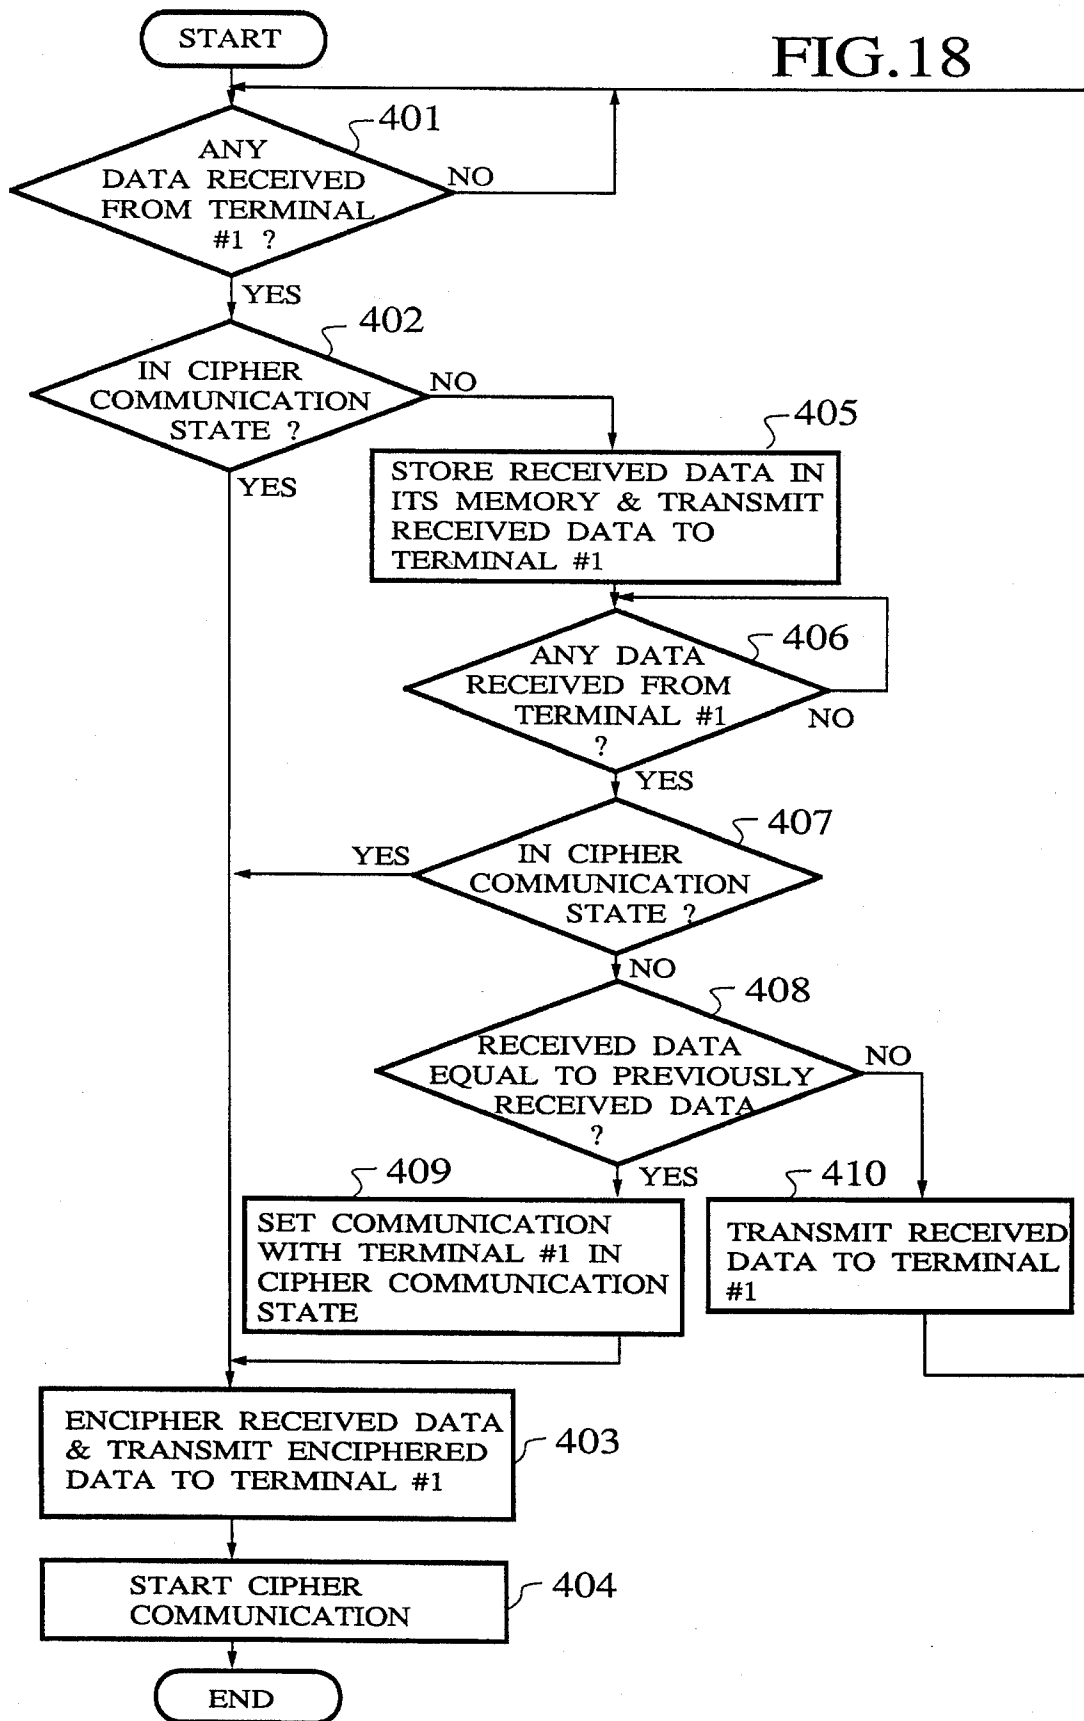 START
FIG.18
401
ANY
DATA RECEIVED
FROM TERMINAL
#1 ?
NO
YES
402
IN CIPHER
COMMUNICATION
STATE ?
NO
YES
405
STORE RECEIVED DATA IN
ITS MEMORY & TRANSMIT
RECEIVED DATA TO
TERMINAL #1
406
ANY DATA
RECEIVED FROM
TERMINAL #1
?
NO
YES
407
YES
IN CIPHER
COMMUNICATION
STATE ?
NO
408
RECEIVED DATA
EQUAL TO PREVIOUSLY
RECEIVED DATA
?
NO
YES
409
SET COMMUNICATION
WITH TERMINAL #1 IN
CIPHER COMMUNICATION
STATE
410
TRANSMIT RECEIVED
DATA TO TERMINAL
#1
ENCIPHER RECEIVED DATA
& TRANSMIT ENCIPHERED
DATA TO TERMINAL #1
403
START CIPHER
COMMUNICATION
404
END